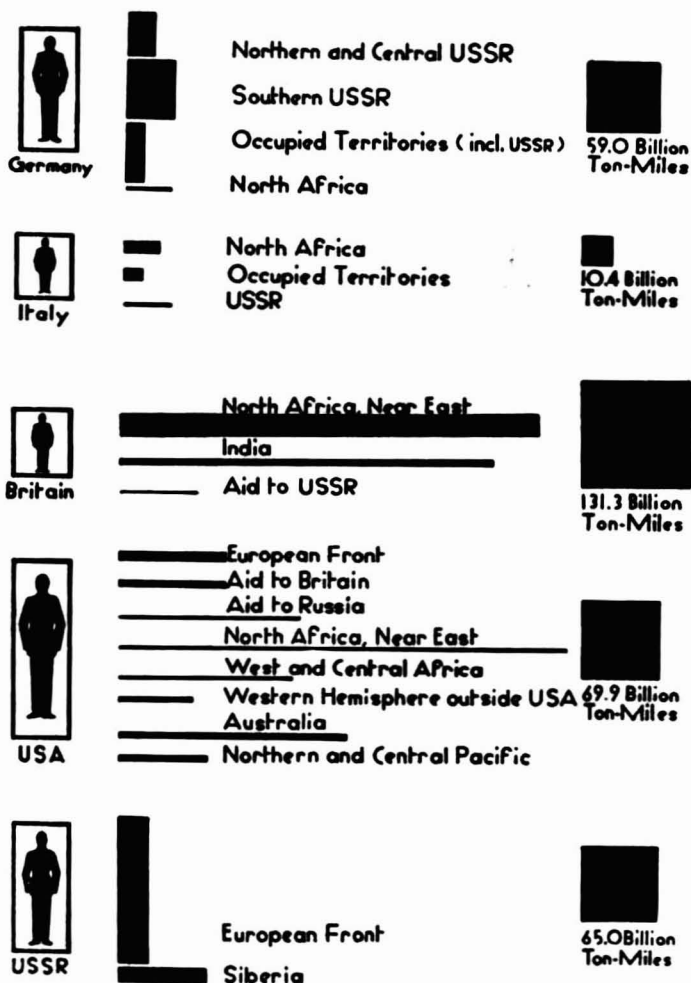 Northern and Central USSR
Southern USSR
Occupied Territories (incl. USSR)
North Africa
Germany
59.0 Billion
Ton-Miles
North Africa
Occupied Territories
USSR
Italy
10.4 Billion
Ton-Miles
North Africa, Near East
India
Aid to USSR
Britain
131.3 Billion
Ton-Miles
European Front
Aid to Britain
Aid to Russia
North Africa, Near East
West and Central Africa
Western Hemisphere outside USA
Australia
Northern and Central Pacific
USA
69.9 Billion
Ton-Miles
European Front
Siberia
USSR
65.0 Billion
Ton-Miles